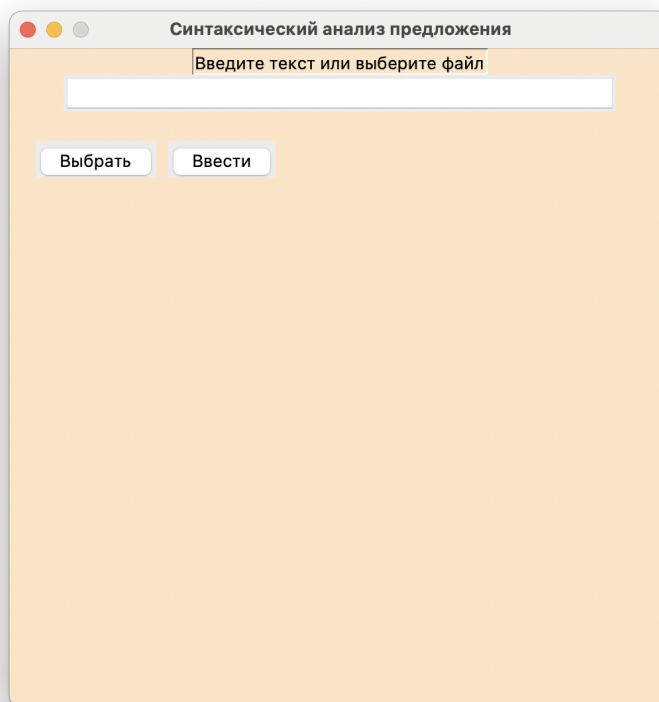 Синтаксический анализ предложения
Введите текст или выберите файл
Выбрать Ввести